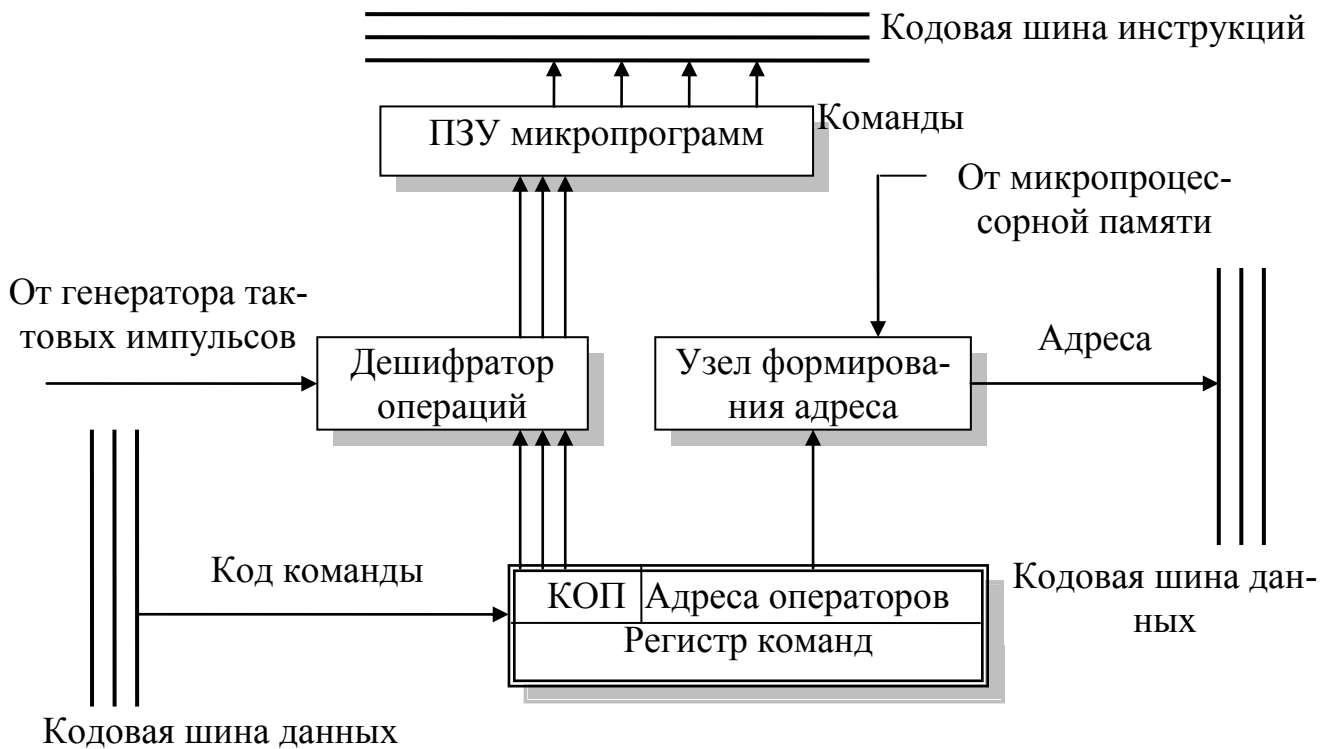 Кодовая шина инструкций
ПЗУ микропрограмм
Команды
От микропроцес-
сорной памяти
От генератора так-
товых импульсов
Дешифратор
операций
Узел формирова-
ния адреса
Адреса
Код команды
КОП
Адреса операторов
Регистр команд
Кодовая шина дан-
ных
Кодовая шина данных